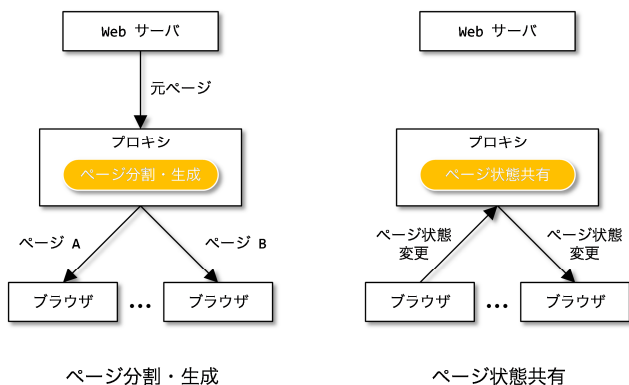 Web サーバ
元ページ
プロキシ
ページ分割・生成
ページ A
ページ B
ブラウザ
...
ブラウザ
ページ分割・生成
Web サーバ
プロキシ
ページ状態共有
ページ状態
変更
ページ状態
変更
ブラウザ
...
ブラウザ
ページ状態共有